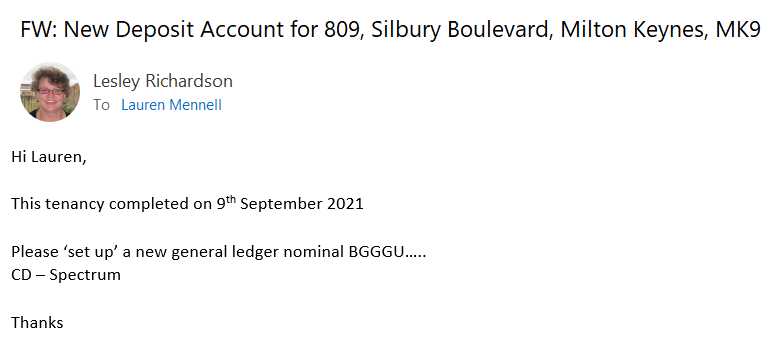 FW: New Deposit Account for 809, Silbury Boulevard, Milton Keynes, MK9
Lesley Richardson
To Lauren Mennell
Hi Lauren,
This tenancy completed on 9th September 2021
Please ‘set up’ a new general ledger nominal BGGGU…..
CD – Spectrum
Thanks